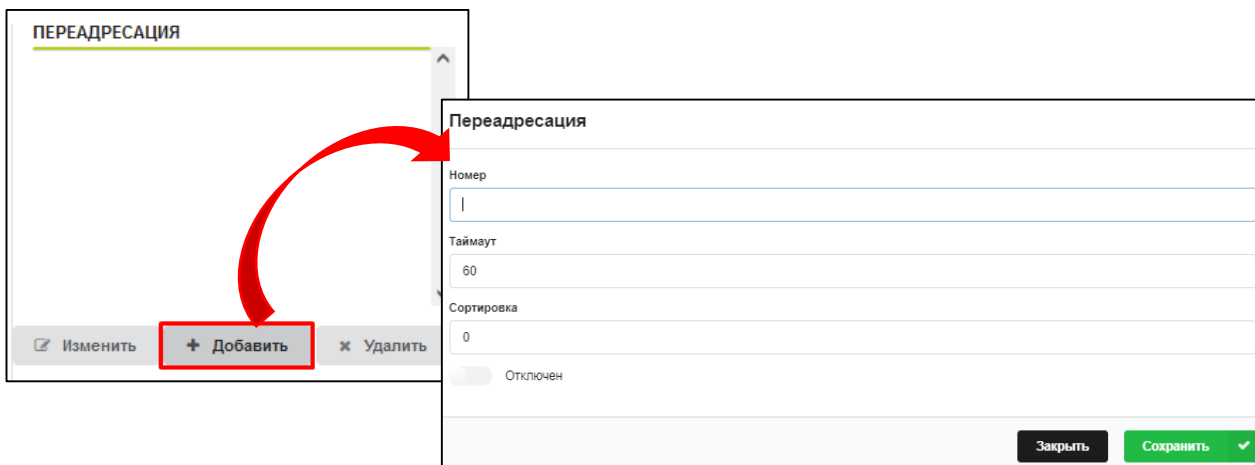 ПЕРЕАДРЕСАЦИЯ
Изменить
Добавить
Удалить
Переадресация
Номер
Таймаут
60
Сортировка
0
Отключен
Закрыть
Сохранить